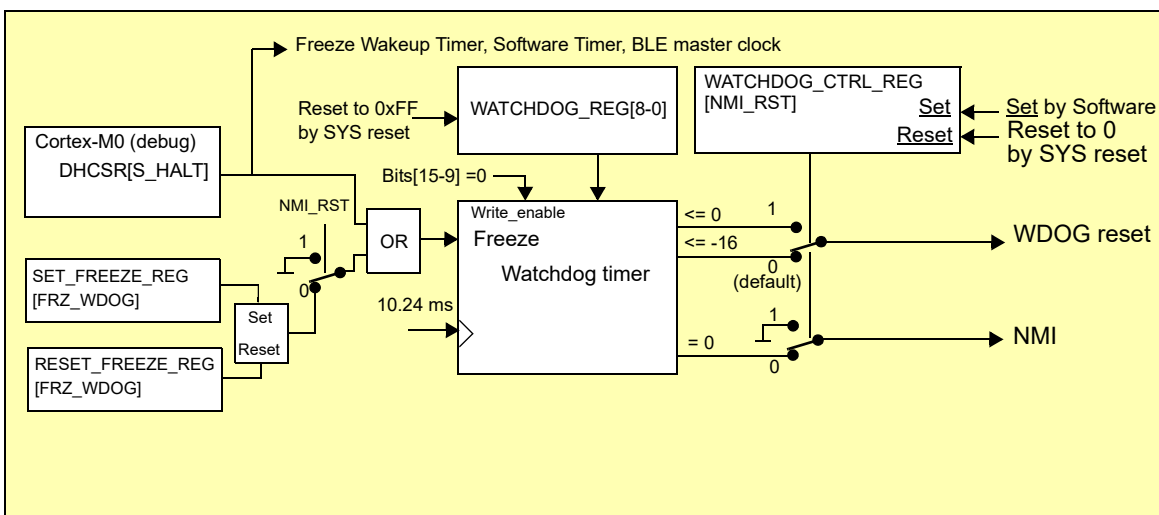 Freeze Wakeup Timer, Software Timer, BLE master clock
WATCHDOG_CTRL_REG
[NMI_RST]
Set
Reset
Set by Software
Reset to 0
by SYS reset
Reset to 0xFF
by SYS reset
WATCHDOG_REG[8-0]
Cortex-M0 (debug)
DHCSR[S_HALT]
Bits[15-9] =0
NMI_RST
1
0
OR
Write_enable
Freeze
Watchdog timer
10.24 ms
<= 0
<= -16
= 0
1
0
(default)
WDOG reset
1
0
NMI
SET_FREEZE_REG
[FRZ_WDOG]
Set
Reset
RESET_FREEZE_REG
[FRZ_WDOG]